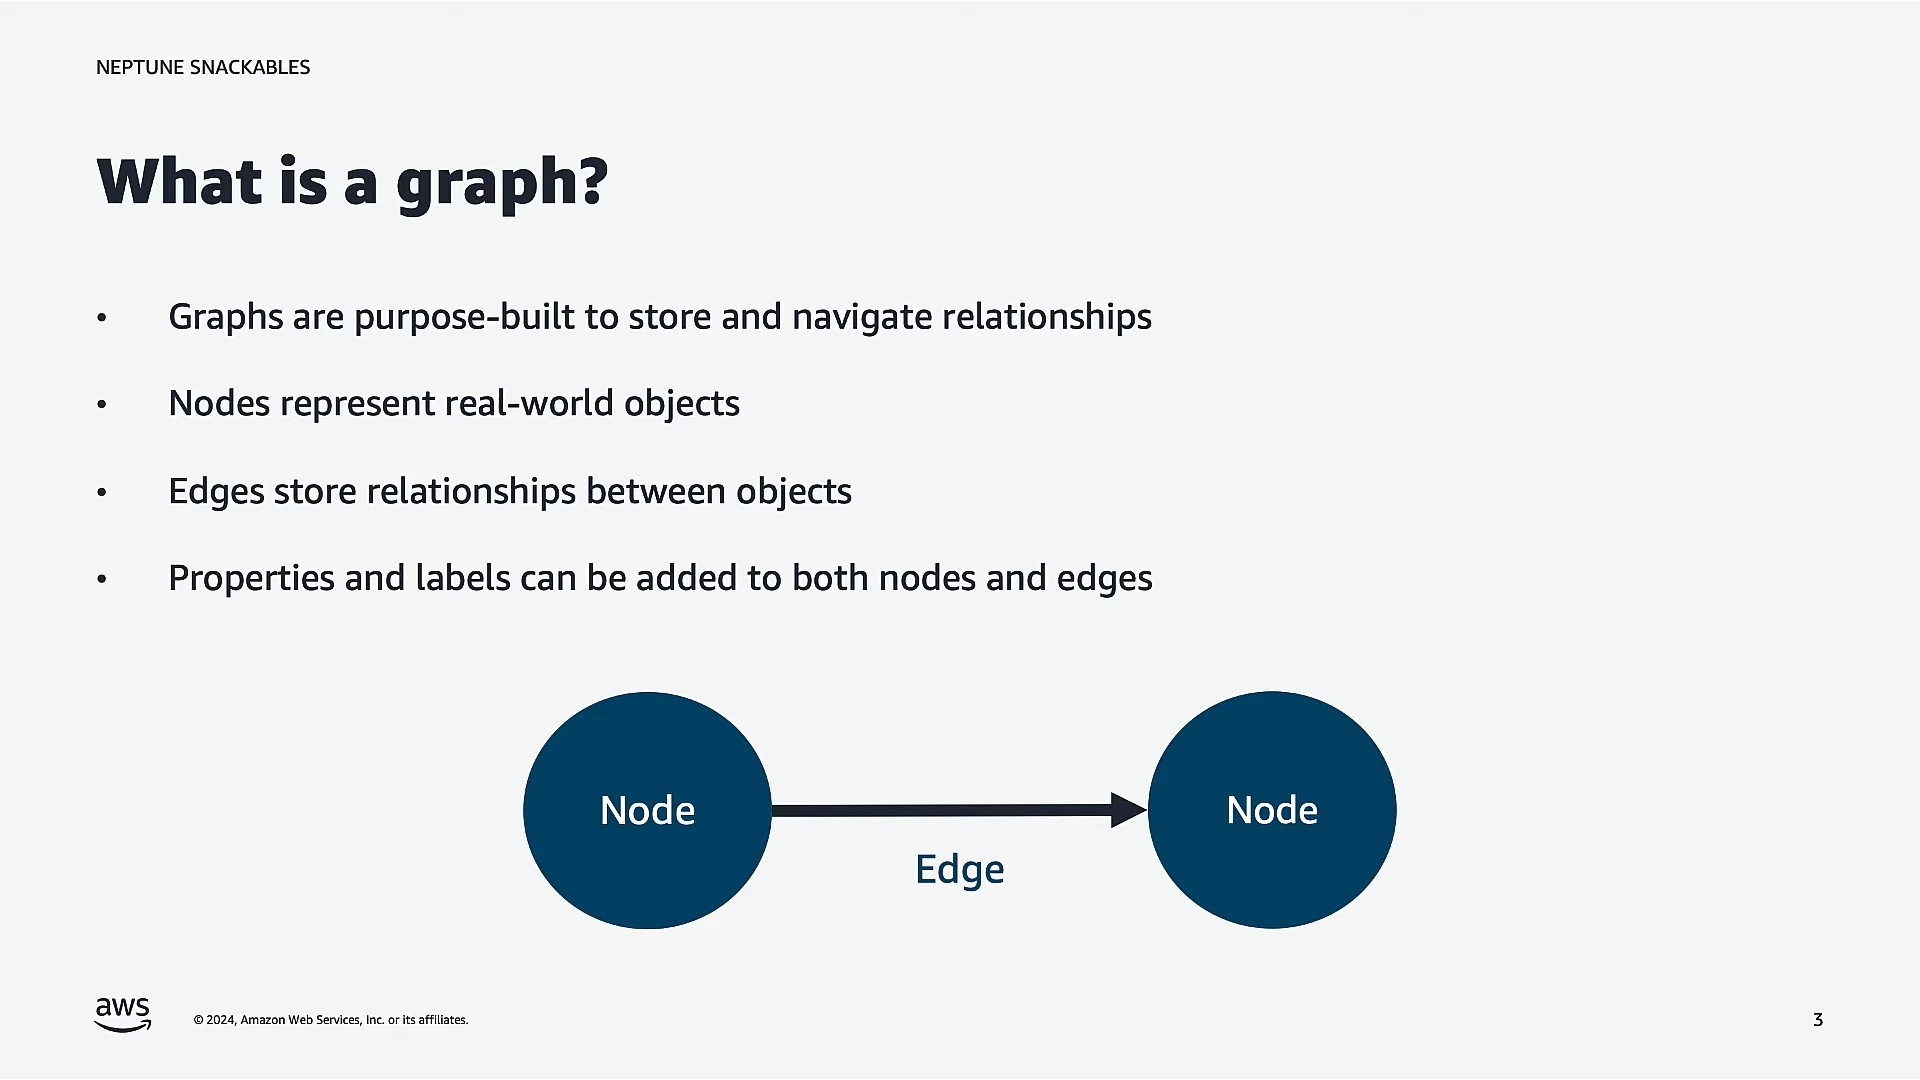 NEPTUNE SNACKABLES
What is a graph?
• Graphs are purpose-built to store and navigate relationships
• Nodes represent real-world objects
• Edges store relationships between objects
• Properties and labels can be added to both nodes and edges
Node
Node
Edge
aws
© 2024, Amazon Web Services, Inc. or its affiliates.
3